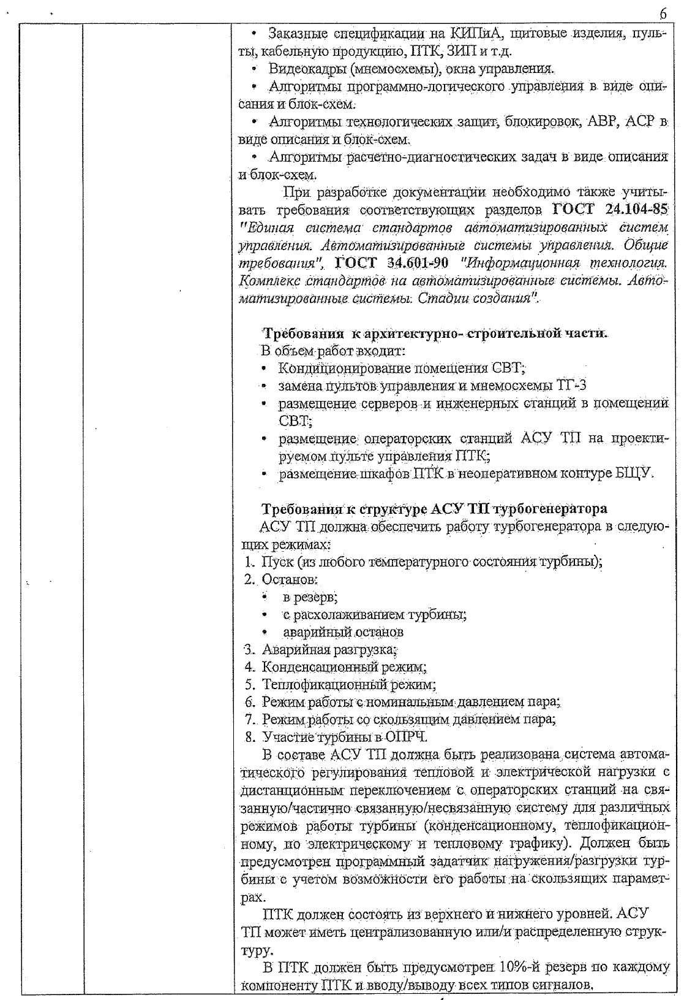 6
• Заказные спецификации на КИПиА, щитовые изделия, пуль-
ты, кабельную продукцию, ПТК, ЗИП и т.д.
• Видеокадры (мнемосхемы), окна управления.
• Алгоритмы программно-логического управления в виде опи-
сания и блок-схем.
• Алгоритмы технологических защит, блокировок, АВР, АСР в
виде описания и блок-схем.
• Алгоритмы расчетно-диагностических задач в виде описания
и блок-схем.
При разработке документации необходимо также учиты-
вать требования соответствующих разделов ГОСТ 24.104-85
"Единая система стандартов автоматизированных систем
управления. Автоматизированные системы управления. Общие
требования", ГОСТ 34.601-90 "Информационная технология.
Комплекс стандартов на автоматизированные системы. Авто-
матизированные системы. Стадии создания".
Требования к архитектурно- строительной части.
В объем работ входит:
• Кондиционирование помещения СВТ;
• замена пультов управления и мнемосхемы ТГ-3
• размещение серверов и инженерных станций в помещении
СВТ;
• размещение операторских станций АСУ ТП на проекти-
руемом пульте управления ПТК;
• размещение шкафов ПТК в неоперативном контуре БЩУ.
Требования к структуре АСУ ТП турбогенератора
АСУ ТП должна обеспечить работу турбогенератора в следую-
щих режимах:
1. Пуск (из любого температурного состояния турбины);
2. Останов:
• в резерв;
• с расхолаживанием турбины;
• аварийный останов
3. Аварийная разгрузка;
4. Конденсационный режим;
5. Теплофикационный режим;
6. Режим работы с номинальным давлением пара;
7. Режим работы со скользящим давлением пара;
8. Участие турбины в ОПРЧ.
В составе АСУ ТП должна быть реализована система автома-
тического регулирования тепловой и электрической нагрузки с
дистанционным переключением с операторских станций на свя-
занную/частично связанную/несвязанную систему для различных
режимов работы турбины (конденсационному, теплофикацион-
ному, по электрическому и тепловому графику). Должен быть
предусмотрен программный задатчик нагружения/разгрузки тур-
бины с учетом возможности его работы на скользящих парамет-
рах.
ПТК должен состоять из верхнего и нижнего уровней. АСУ
ТП может иметь централизованную или/и распределенную струк-
туру.
В ПТК должен быть предусмотрен 10%-й резерв по каждому
компоненту ПТК и вводу/выводу всех типов сигналов.